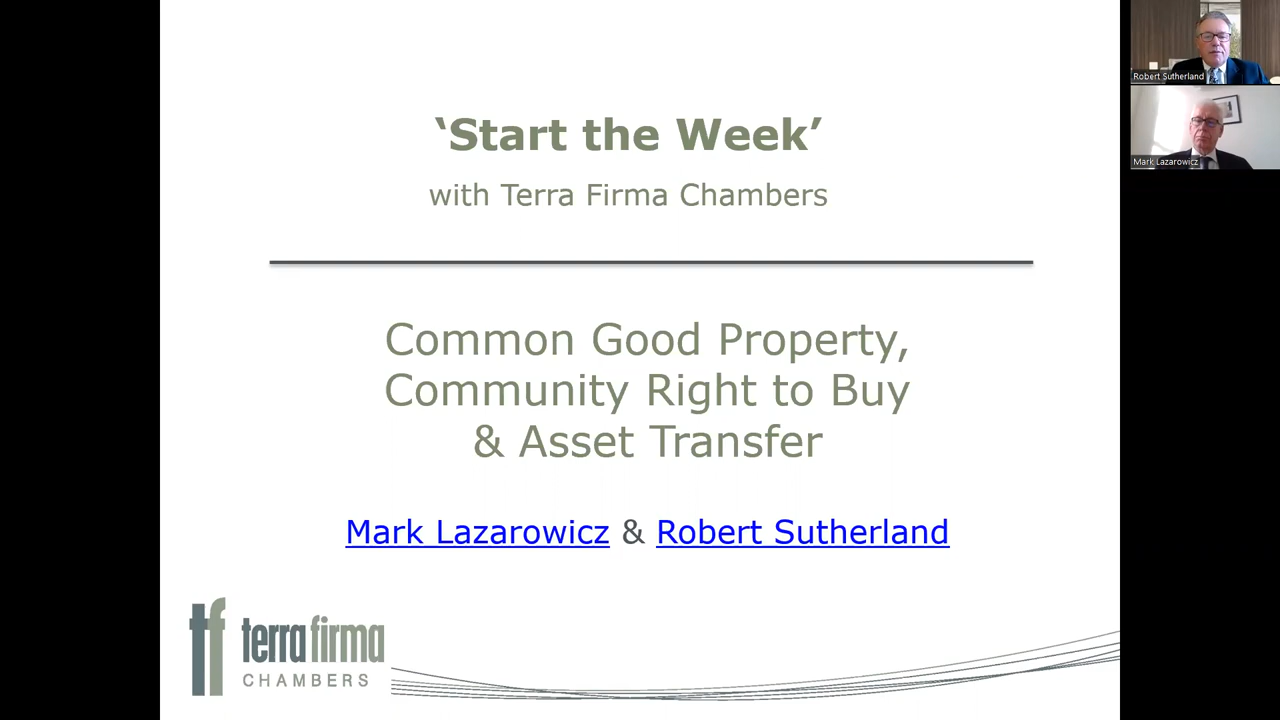 ‘Start the Week’
with Terra Firma Chambers
Common Good Property,
Community Right to Buy
& Asset Transfer
Mark Lazarowicz & Robert Sutherland
tf terra firma
CHAMBERS
Robert Sutherland
Mark Lazarowicz